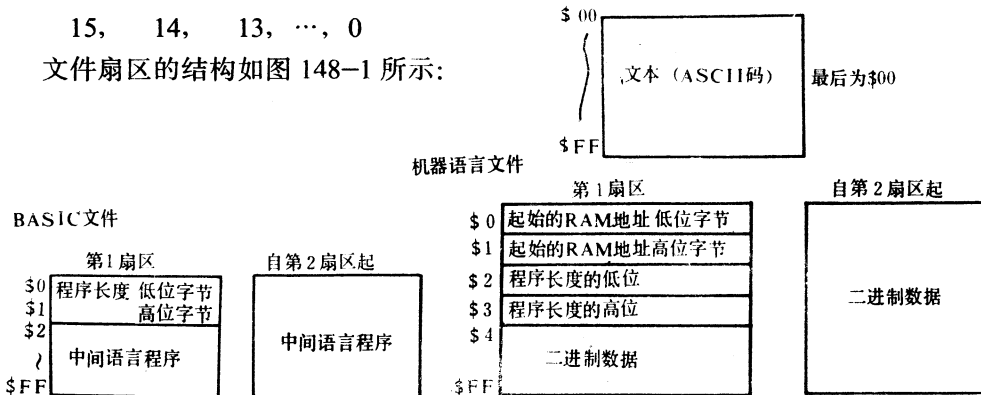 15, 14, 13, …, 0
文件扇区的结构如图 148-1 所示:
$00
文本（ASCII码）
最后为$00
$FF
机器语言文件
第1扇区
自第2扇区起
$0 起始的RAM地址低位字节
$1 起始的RAM地址高位字节
$2 程序长度的低位
$3 程序长度的高位
$4
二进制数据
$FF
二进制数据
BASIC文件
第1扇区
自第2扇区起
$0 程序长度 低位字节
$1 高位字节
$2
中间语言程序
$FF
中间语言程序